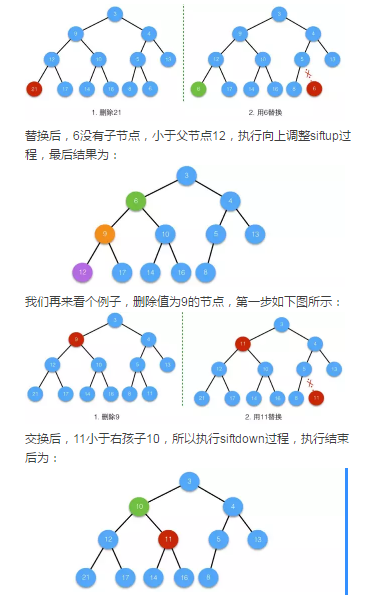 3 3
9 4 9 4
12 10 5 13 12 10 5 13
21 17 14 16 8 6 6 17 14 16 8 6
1. 删除21 2. 用6替换
替换后，6没有子节点，小于父节点12，执行向上调整siftup过
程，最后结果为：
3
6 4
9 10 5 13
12 17 14 16 8
我们再来看个例子，删除值为9的节点，第一步如下图所示：
3 3
9 4 11 4
12 10 5 13 12 10 5 13
21 17 14 16 8 11 21 17 14 16 8 11
1. 删除9 2. 用11替换
交换后，11小于右孩子10，所以执行siftdown过程，执行结束
后为：
3
10 4
12 11 5 13
21 17 14 16 8